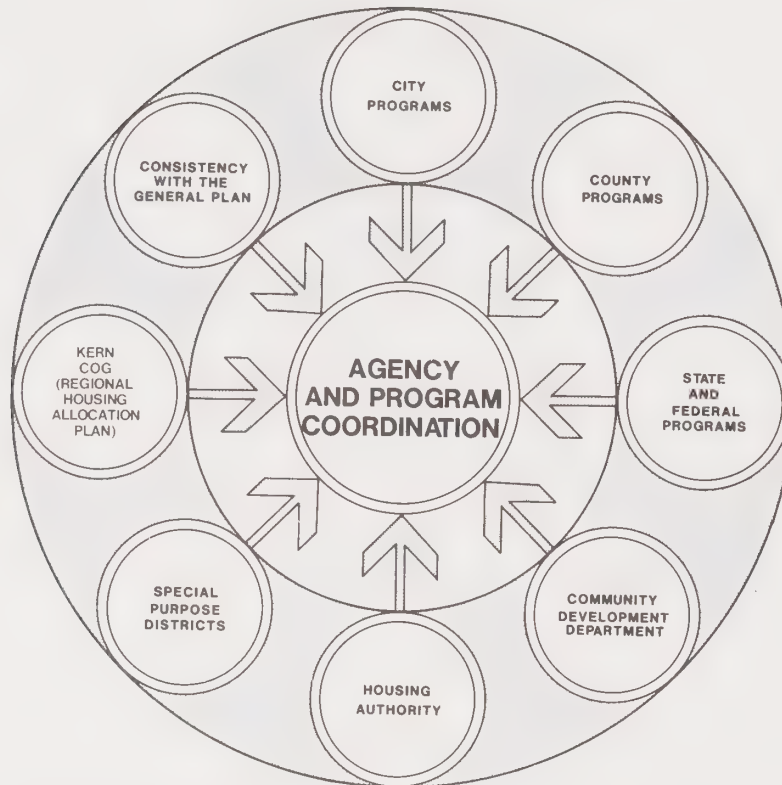 CITY
PROGRAMS
CONSISTENCY
WITH THE
GENERAL PLAN
COUNTY
PROGRAMS
KERN
COG
(REGIONAL
HOUSING
ALLOCATION
PLAN)
AGENCY
AND PROGRAM
COORDINATION
STATE
AND
FEDERAL
PROGRAMS
SPECIAL
PURPOSE
DISTRICTS
COMMUNITY
DEVELOPMENT
DEPARTMENT
HOUSING
AUTHORITY